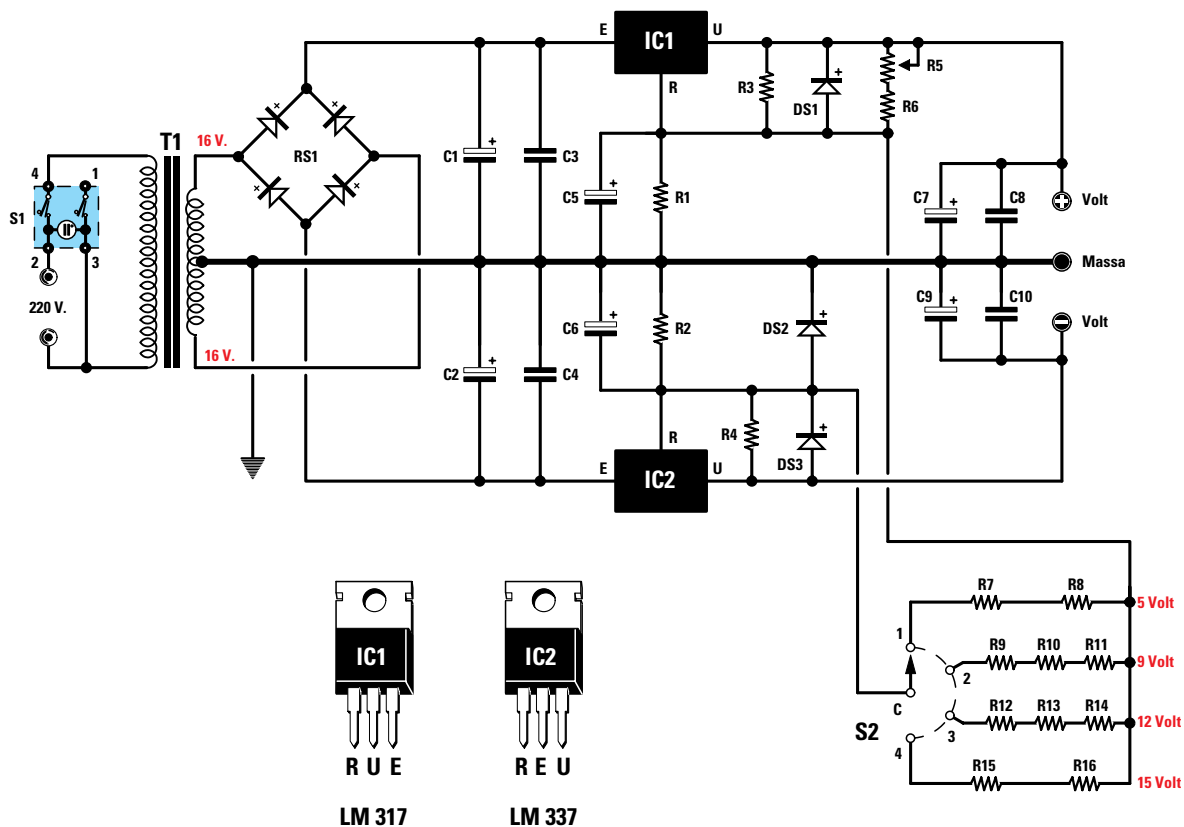 E IC1 U
R
R3
DS1
+
R5
R6
T1
16 V.
RS1
S1
4 1
2 3
220 V.
16 V.
C1 +
C3
C5 +
R1
C7 +
C8
Volt
Massa
C9 +
C10
Volt
C6 +
R2
DS2 +
C2 +
C4
R
R4
DS3 +
E IC2 U
IC1
R U E
LM 317
IC2
R E U
LM 337
S2
C
1
2
3
4
R7 R8 5 Volt
R9 R10 R11 9 Volt
R12 R13 R14 12 Volt
R15 R16 15 Volt